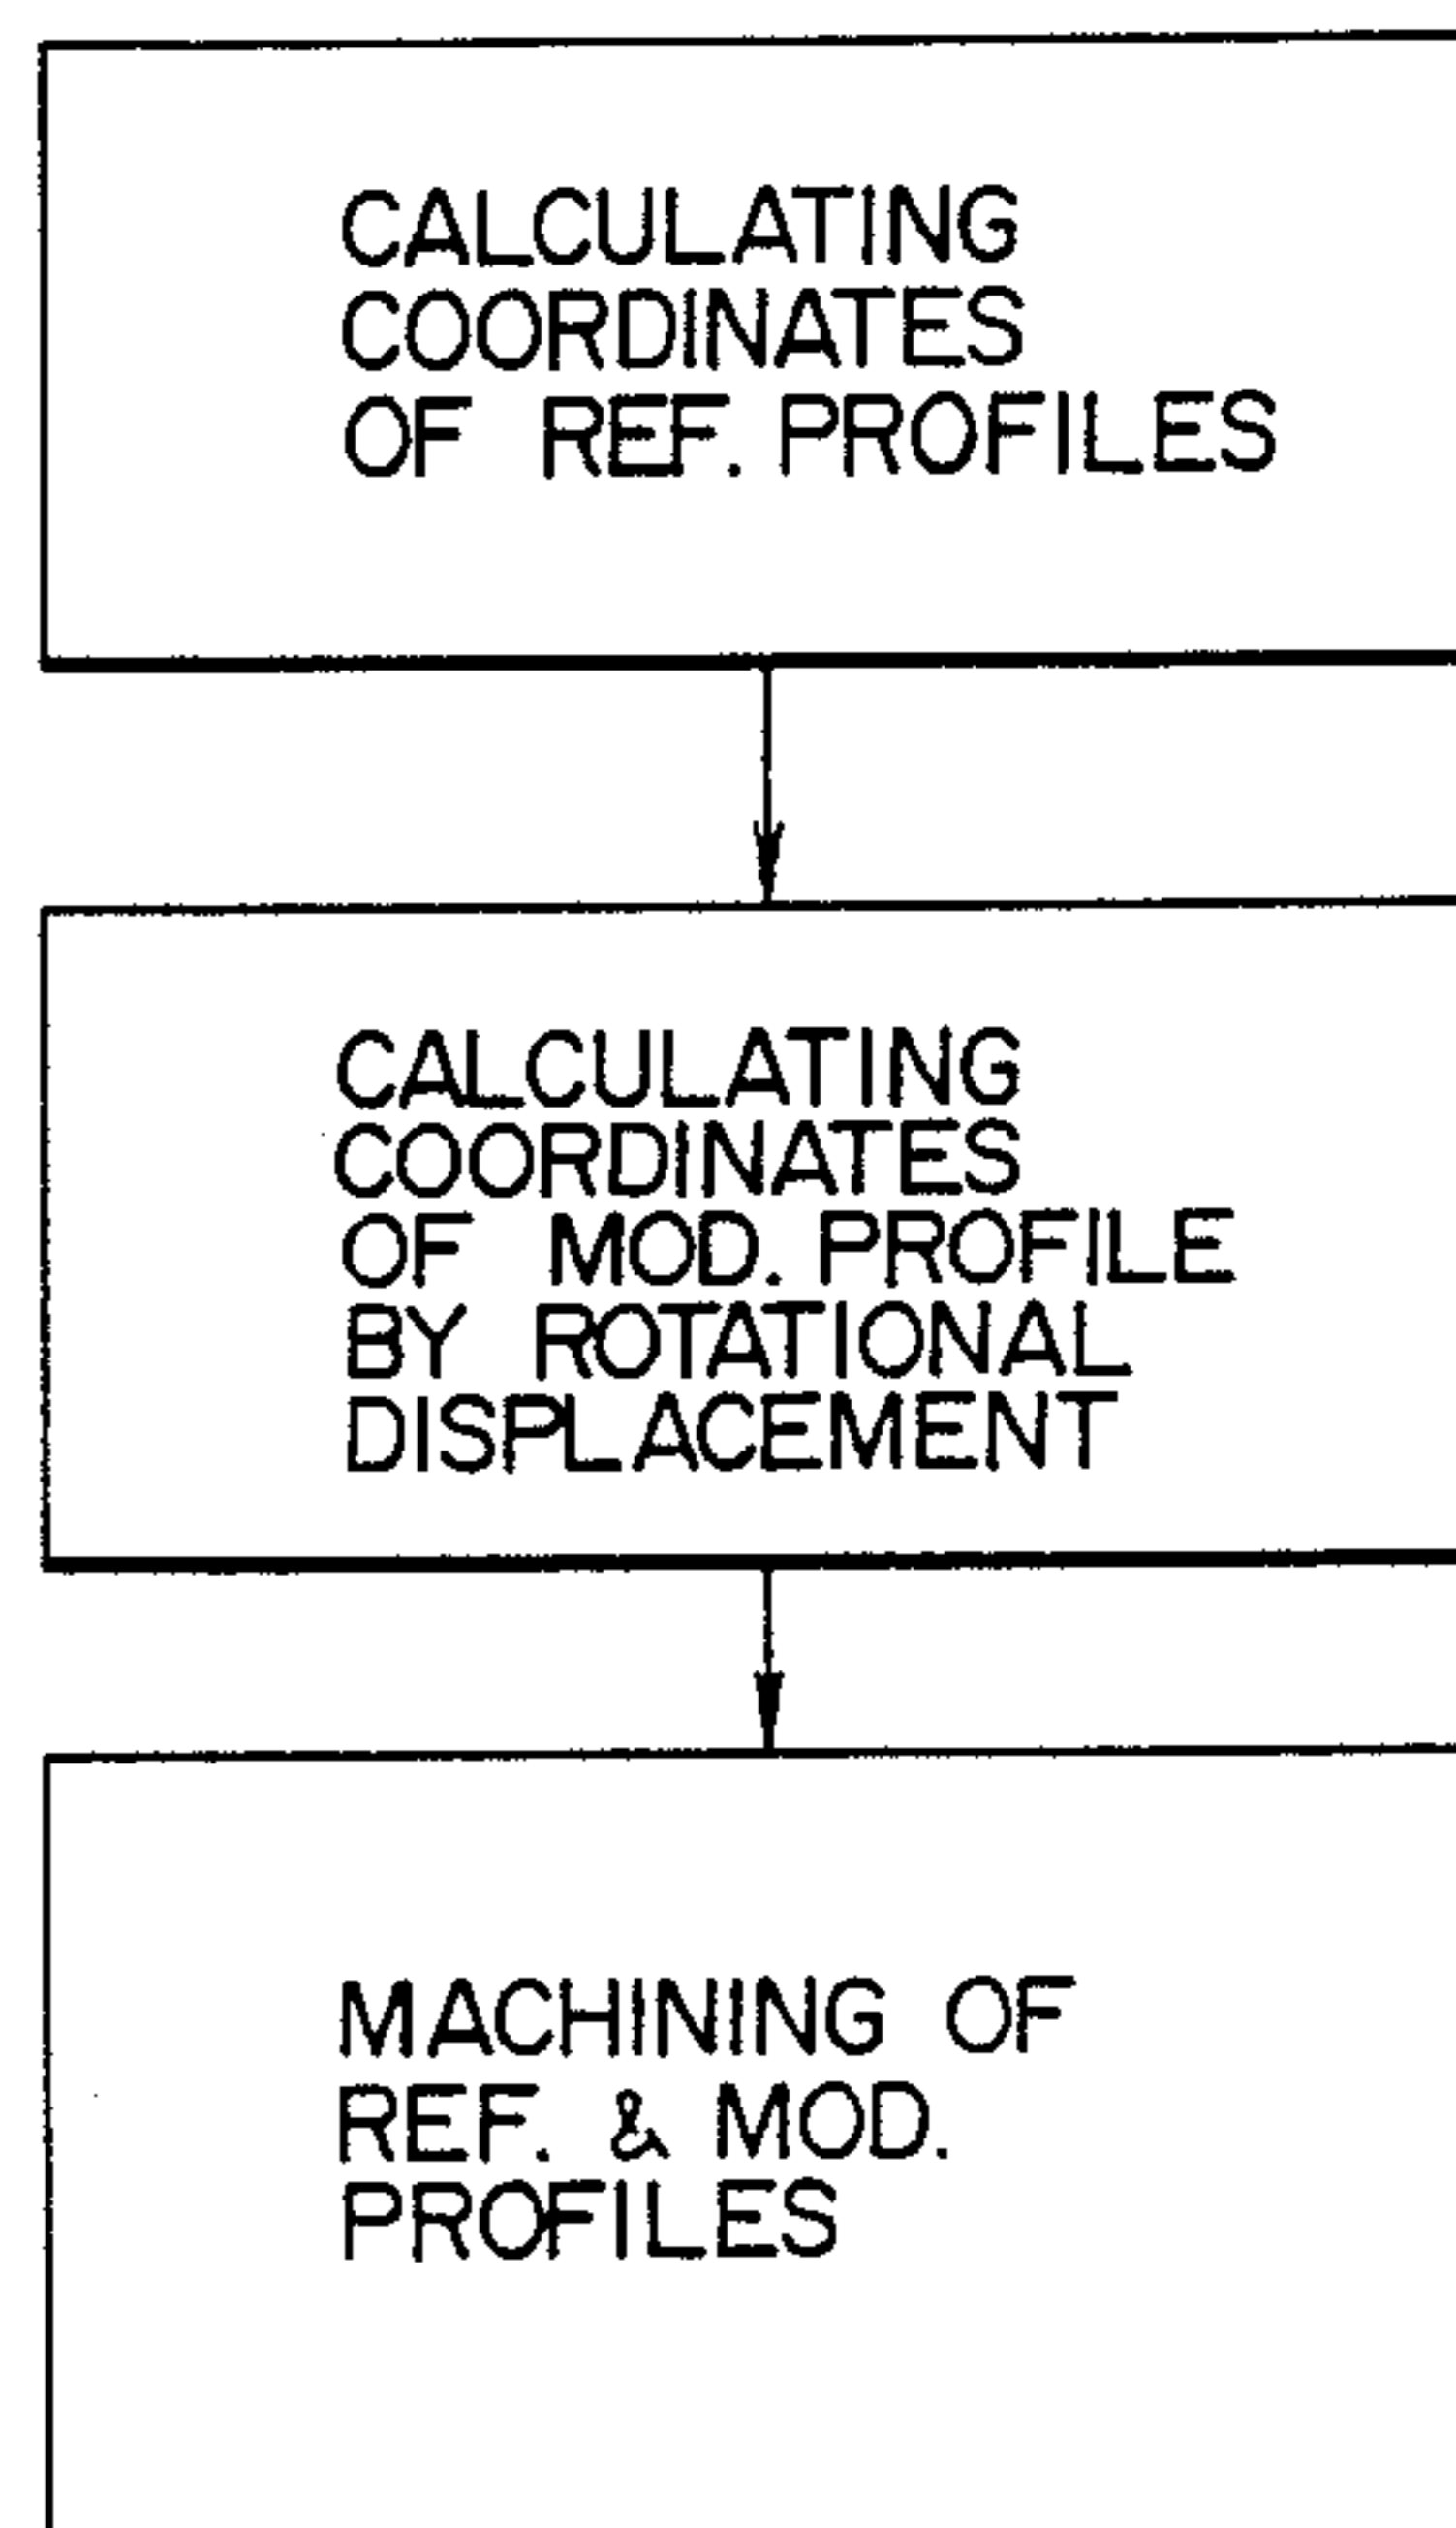 CALCULATING
COORDINATES
OF REF. PROFILES
CALCULATING
COORDINATES
OF MOD. PROFILE
BY ROTATIONAL
DISPLACEMENT
MACHINING OF
REF. & MOD.
PROFILES